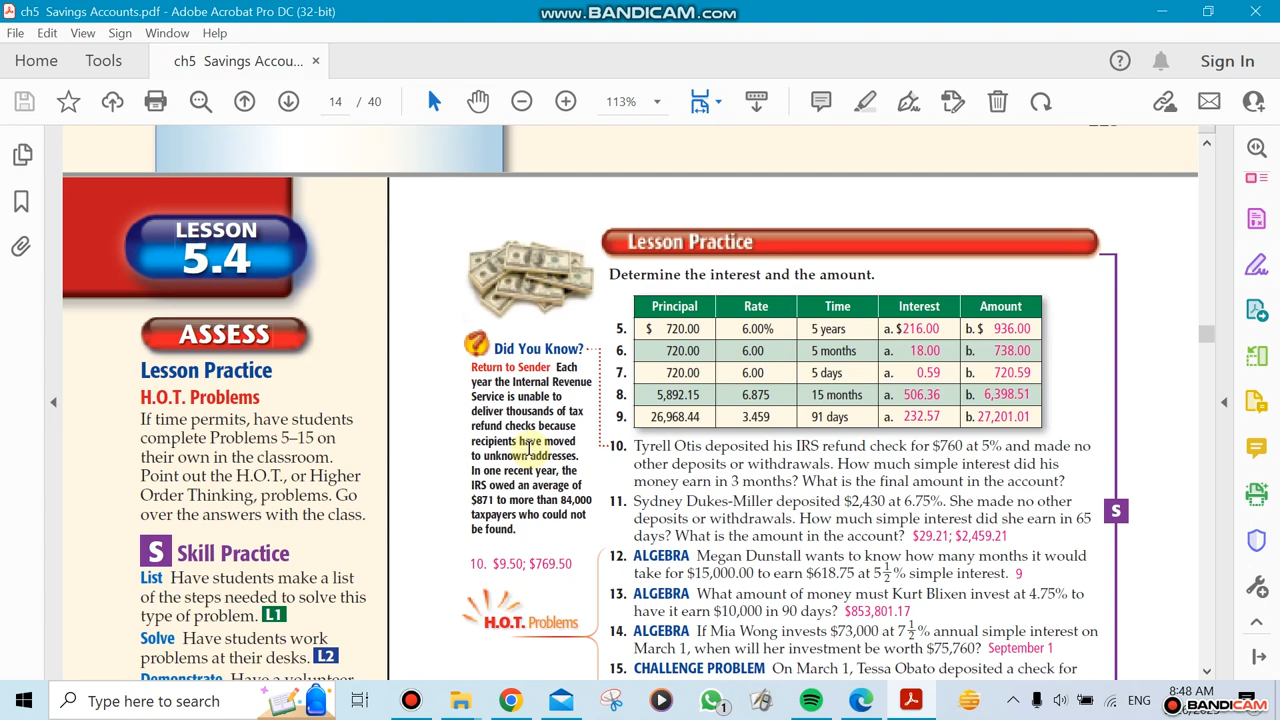 ch5 Savings Accounts.pdf - Adobe Acrobat Pro DC (32-bit)
www.BANDICAM.com
File Edit View Sign Window Help
Home Tools ch5 Savings Accou... × Sign In
14 / 40 113%
LESSON
5.4
ASSESS
Lesson Practice
H.O.T. Problems
If time permits, have students
complete Problems 5–15 on
their own in the classroom.
Point out the H.O.T., or Higher
Order Thinking, problems. Go
over the answers with the class.
S Skill Practice
List Have students make a list
of the steps needed to solve this
type of problem. L1
Solve Have students work
problems at their desks. L2
Lesson Practice
Determine the interest and the amount.
Principal Rate Time Interest Amount
5. $ 720.00 6.00% 5 years a. $216.00 b. $ 936.00
6. 720.00 6.00 5 months a. 18.00 b. 738.00
7. 720.00 6.00 5 days a. 0.59 b. 720.59
8. 5,892.15 6.875 15 months a. 506.36 b. 6,398.51
9. 26,968.44 3.459 91 days a. 232.57 b. 27,201.01
? Did You Know?
Return to Sender Each
year the Internal Revenue
Service is unable to
deliver thousands of tax
refund checks because
recipients have moved
to unknown addresses.
In one recent year, the
IRS owed an average of
$871 to more than 84,000
taxpayers who could not
be found.
10. $9.50; $769.50
H.O.T. Problems
10. Tyrell Otis deposited his IRS refund check for $760 at 5% and made no
other deposits or withdrawals. How much simple interest did his
money earn in 3 months? What is the final amount in the account?
11. Sydney Dukes-Miller deposited $2,430 at 6.75%. She made no other
deposits or withdrawals. How much simple interest did she earn in 65
days? What is the amount in the account? $29.21; $2,459.21
12. ALGEBRA Megan Dunstall wants to know how many months it would
take for $15,000.00 to earn $618.75 at 5 1/2% simple interest. 9
13. ALGEBRA What amount of money must Kurt Blixen invest at 4.75% to
have it earn $10,000 in 90 days? $853,801.17
14. ALGEBRA If Mia Wong invests $73,000 at 7 1/2% annual simple interest on
March 1, when will her investment be worth $75,760? September 1
15. CHALLENGE PROBLEM On March 1, Tessa Obato deposited a check for
S
Type here to search
1
ENG
8:48 AM
BANDICAM